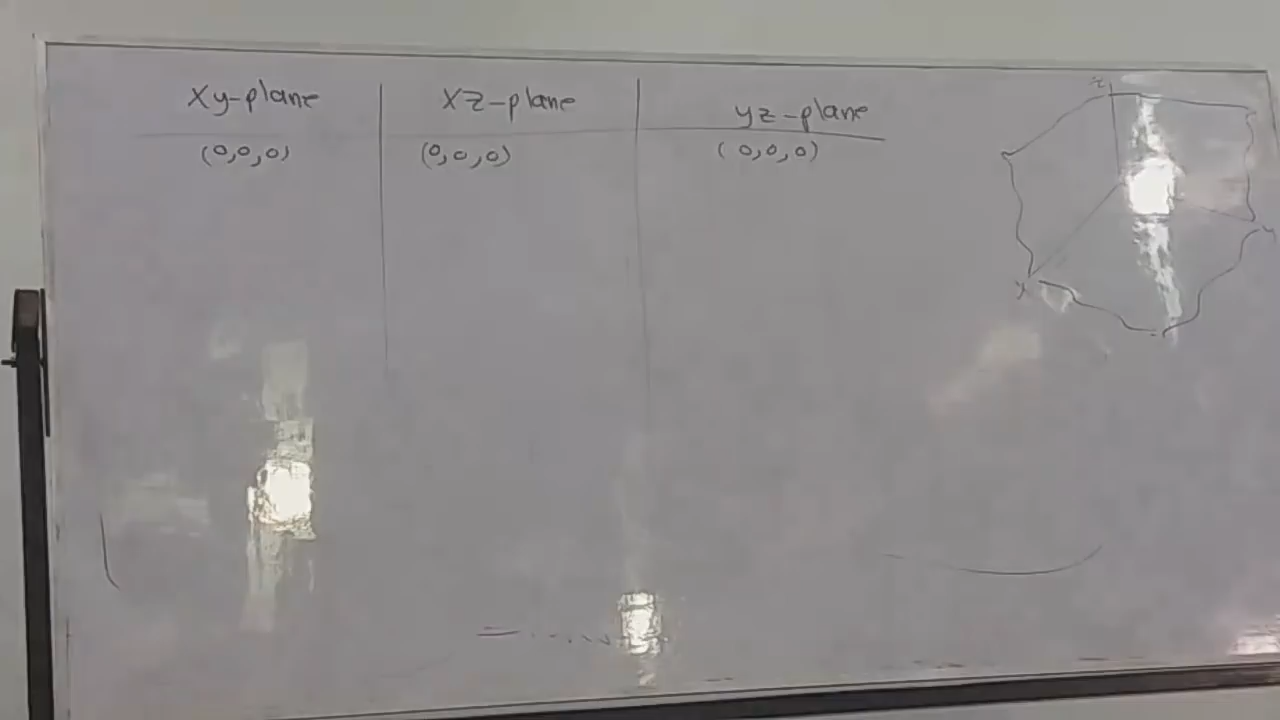 xy-plane
xz-plane
yz-plane
(0,0,0)
(0,0,0)
(0,0,0)
z
y
x